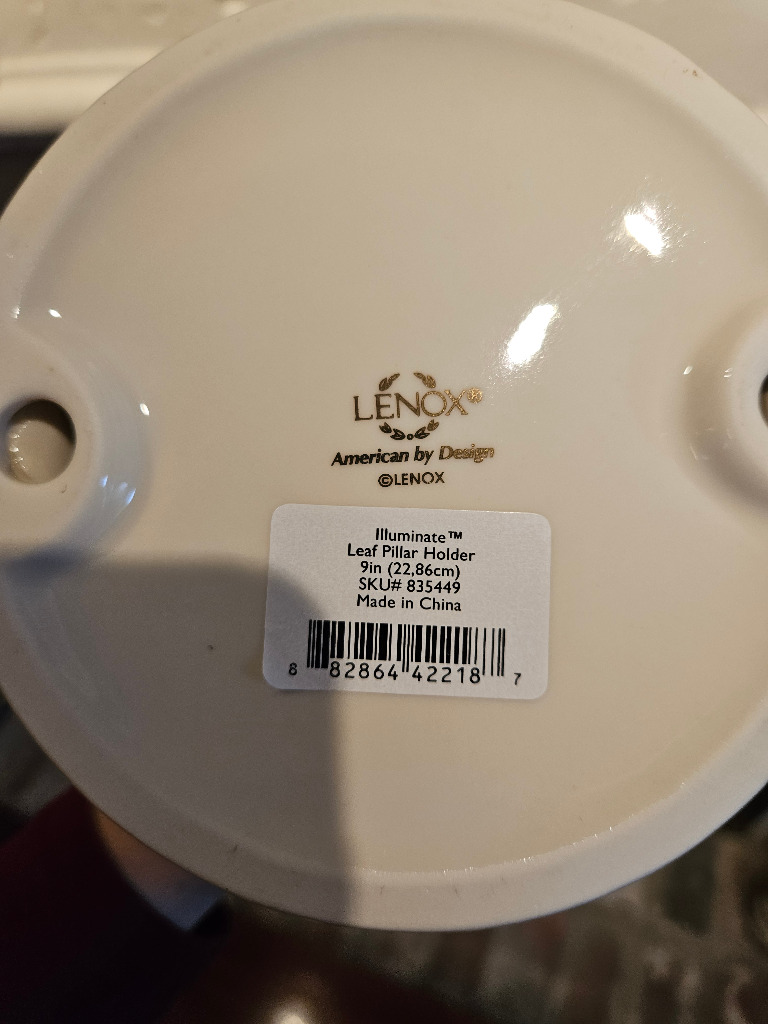 LENOX®
American by Design
©LENOX
Illuminate™
Leaf Pillar Holder
9in (22,86cm)
SKU# 835449
Made in China
8 82864 42218 7